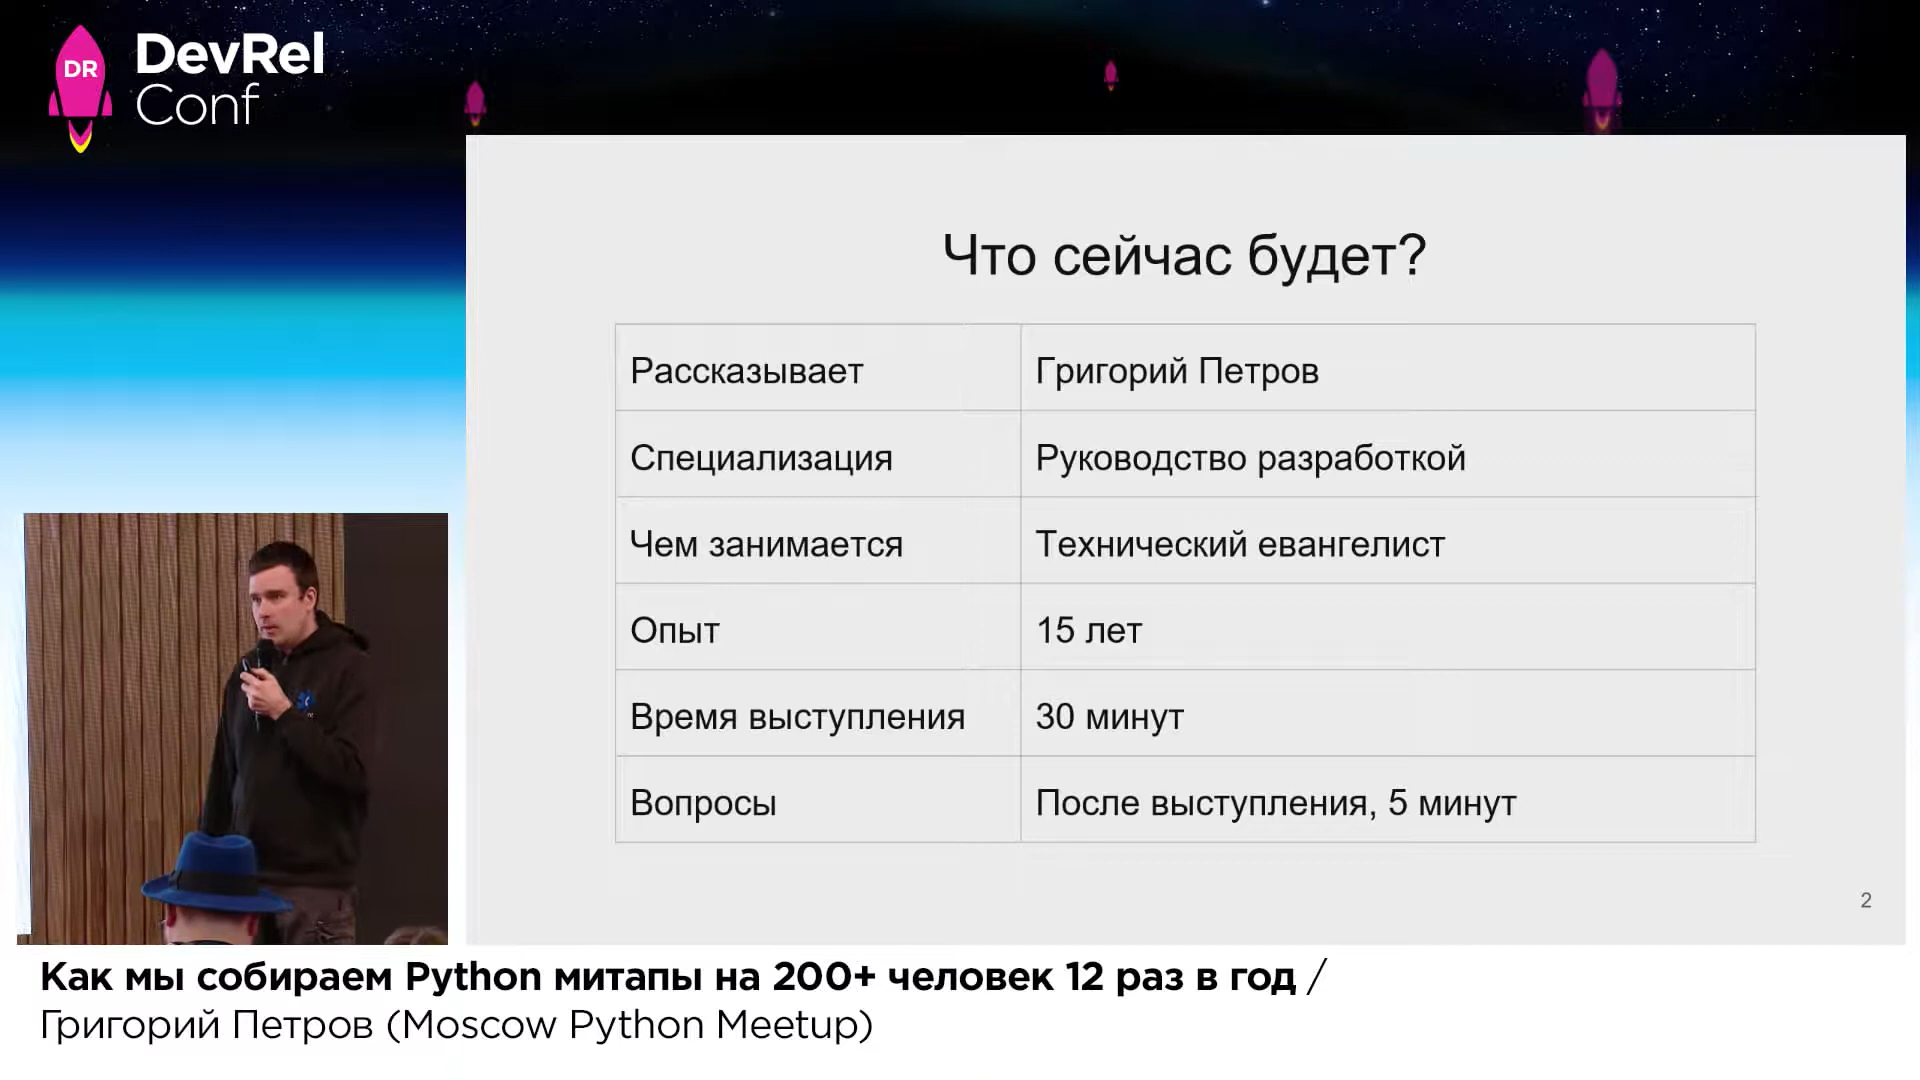 DR
DevRel
Conf
Что сейчас будет?
Рассказывает Григорий Петров
Специализация Руководство разработкой
Чем занимается Технический евангелист
Опыт 15 лет
Время выступления 30 минут
Вопросы После выступления, 5 минут
2
Как мы собираем Python митапы на 200+ человек 12 раз в год /
Григорий Петров (Moscow Python Meetup)